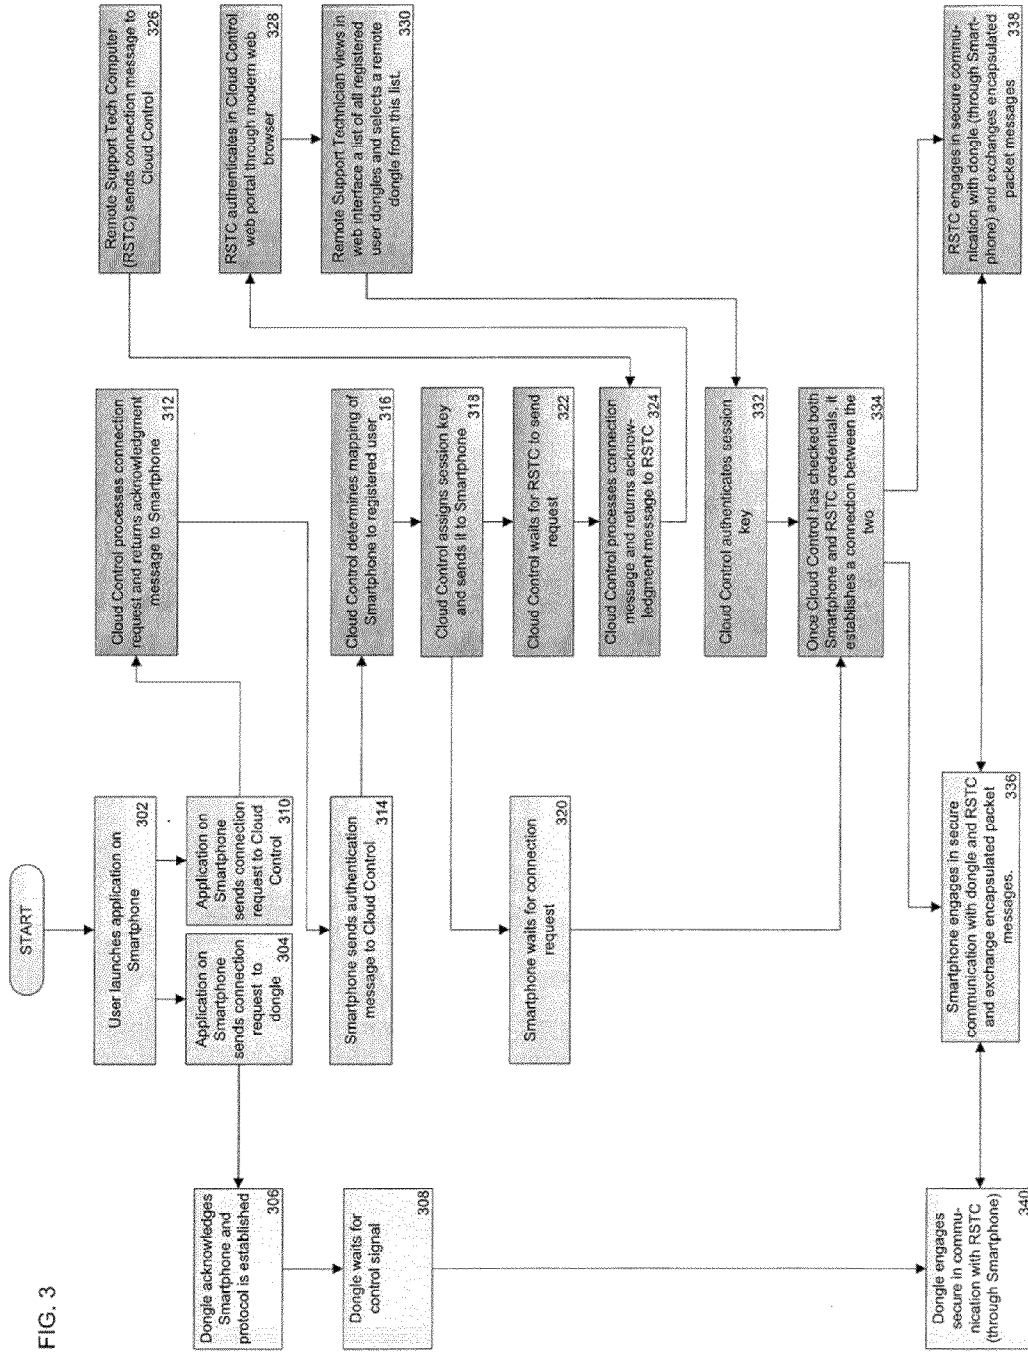 FIG. 3
START
User launches application on
Smartphone
302
Application on
Smartphone
sends connection
request to
dongle
304
Application on
Smartphone
sends connection
request to Cloud
Control
310
Dongle acknowledges
Smartphone and
protocol is established
306
Dongle waits for
control signal
308
Cloud Control processes connection
request and returns acknowledgment
message to Smartphone
312
Smartphone sends authentication
message to Cloud Control
314
Cloud Control determines mapping of
Smartphone to registered user
316
Cloud Control assigns session key
and sends it to Smartphone
318
Smartphone waits for connection
request
320
Cloud Control waits for RSTC to send
request
322
Cloud Control processes connection
message and returns acknow-
ledgment message to RSTC
324
Remote Support Tech Computer
(RSTC) sends connection message to
Cloud Control
326
RSTC authenticates in Cloud Control
web portal through modern web
browser
328
Remote Support Technician views in
web interface a list of all registered
user dongles and selects a remote
dongle from this list.
330
Cloud Control authenticates session
key
332
Once Cloud Control has checked both
Smartphone and RSTC credentials, it
establishes a connection between the
two
334
Smartphone engages in secure
communication with dongle and RSTC
and exchange encapsulated packet
messages.
336
RSTC engages in secure commu-
nication with dongle (through Smart-
phone) and exchanges encapsulated
packet messages
338
Dongle engages
secure in commu-
nication with RSTC
(through Smartphone)
340